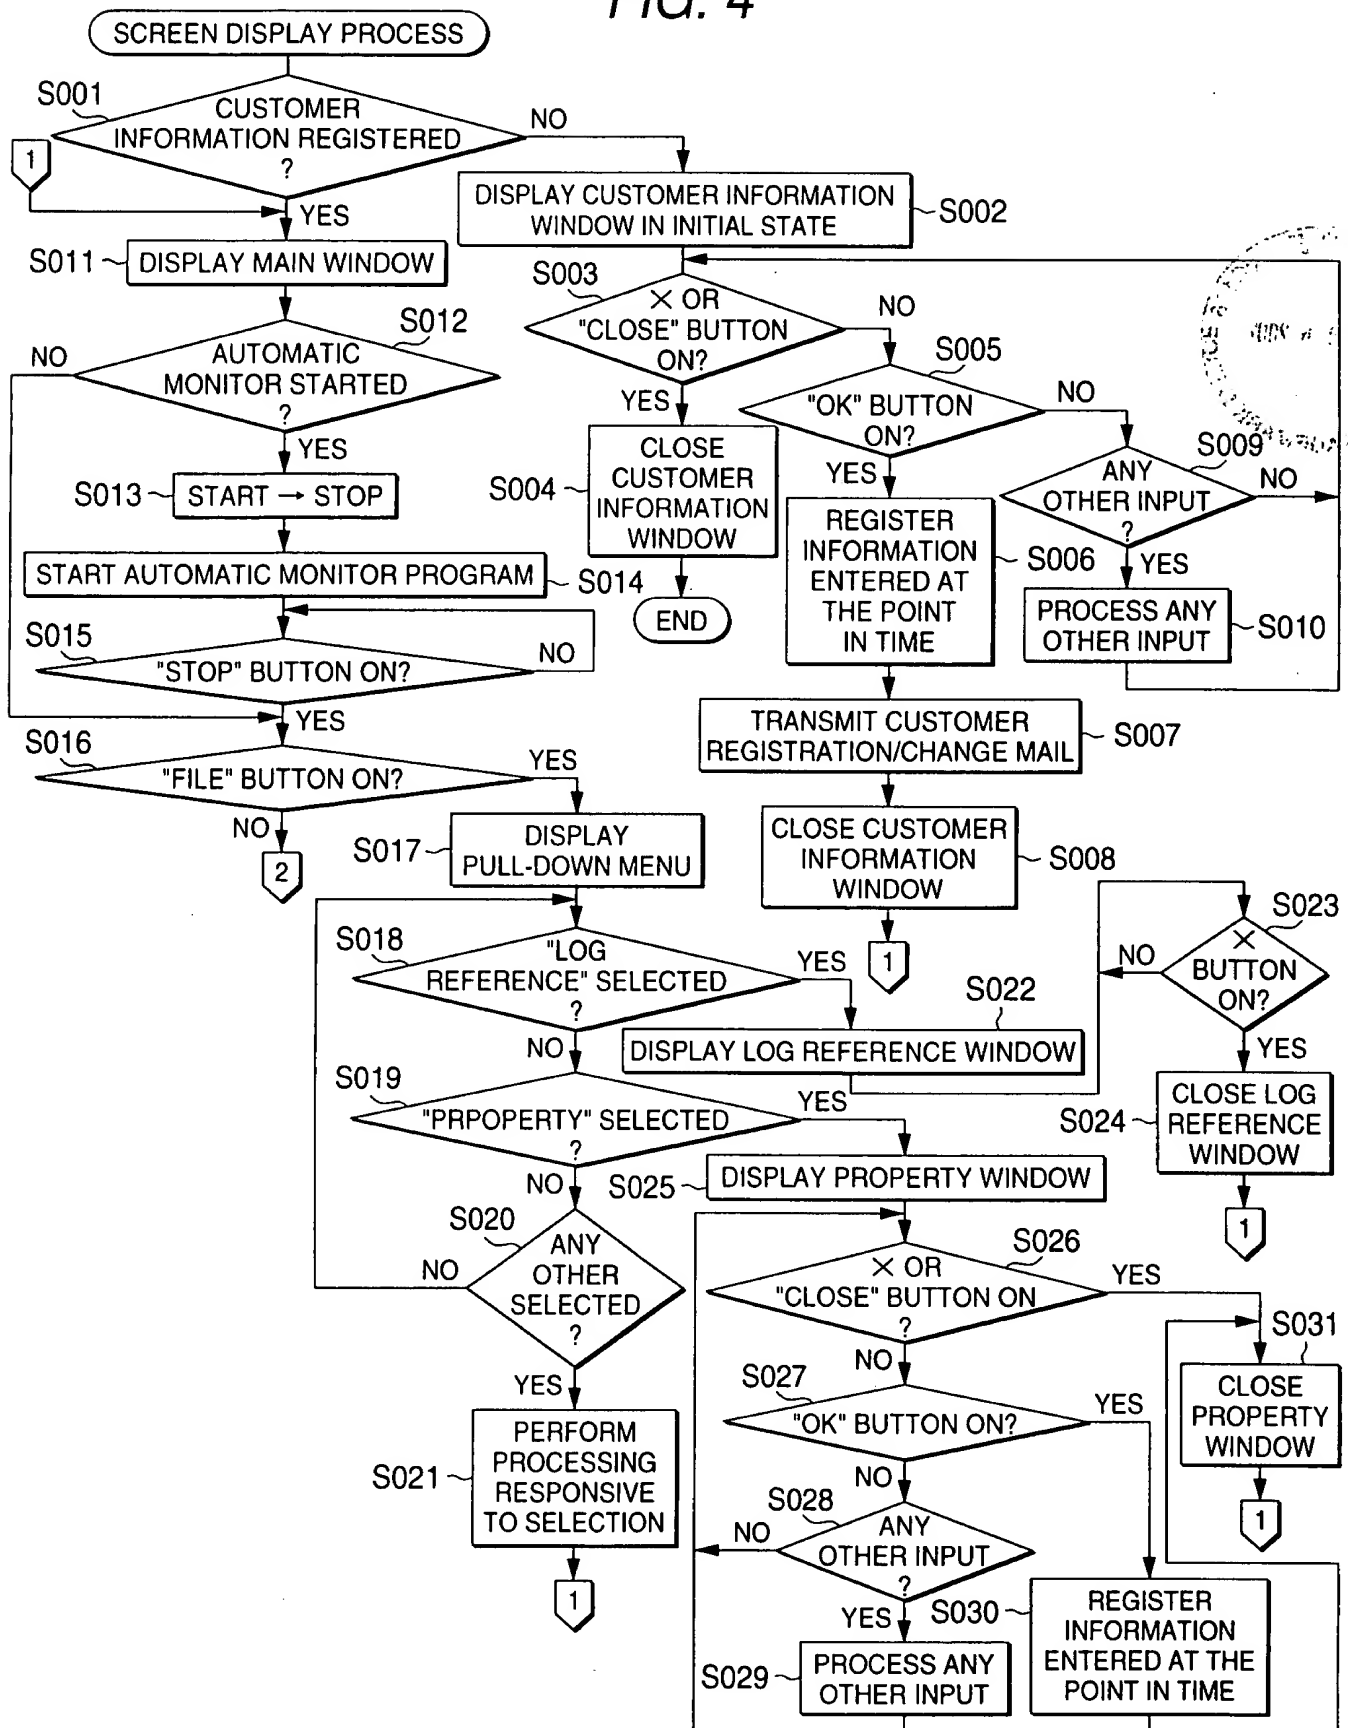 FIG. 4
SCREEN DISPLAY PROCESS
S001
CUSTOMER
INFORMATION REGISTERED
?
NO
1
YES
DISPLAY CUSTOMER INFORMATION
WINDOW IN INITIAL STATE
S002
S011
DISPLAY MAIN WINDOW
S003
× OR
"CLOSE" BUTTON
ON?
NO
YES
S012
AUTOMATIC
MONITOR STARTED
?
NO
YES
S005
"OK" BUTTON
ON?
NO
YES
S009
ANY
OTHER INPUT
?
NO
YES
S013
START → STOP
S004
CLOSE
CUSTOMER
INFORMATION
WINDOW
END
REGISTER
INFORMATION
ENTERED AT
THE POINT
IN TIME
S006
PROCESS ANY
OTHER INPUT
S010
START AUTOMATIC MONITOR PROGRAM
S014
S015
"STOP" BUTTON ON?
NO
YES
TRANSMIT CUSTOMER
REGISTRATION/CHANGE MAIL
S007
S016
"FILE" BUTTON ON?
YES
NO
2
S017
DISPLAY
PULL-DOWN MENU
CLOSE CUSTOMER
INFORMATION
WINDOW
S008
1
S018
"LOG
REFERENCE" SELECTED
?
YES
NO
S022
DISPLAY LOG REFERENCE WINDOW
S023
×
BUTTON
ON?
NO
YES
S019
"PRPOPERTY" SELECTED
?
YES
NO
S024
CLOSE LOG
REFERENCE
WINDOW
1
S025
DISPLAY PROPERTY WINDOW
S020
ANY
OTHER
SELECTED
?
NO
YES
S026
× OR
"CLOSE" BUTTON ON
?
YES
NO
S031
CLOSE
PROPERTY
WINDOW
1
S027
"OK" BUTTON ON?
YES
NO
S021
PERFORM
PROCESSING
RESPONSIVE
TO SELECTION
1
S028
ANY
OTHER INPUT
?
NO
YES
S030
REGISTER
INFORMATION
ENTERED AT THE
POINT IN TIME
S029
PROCESS ANY
OTHER INPUT